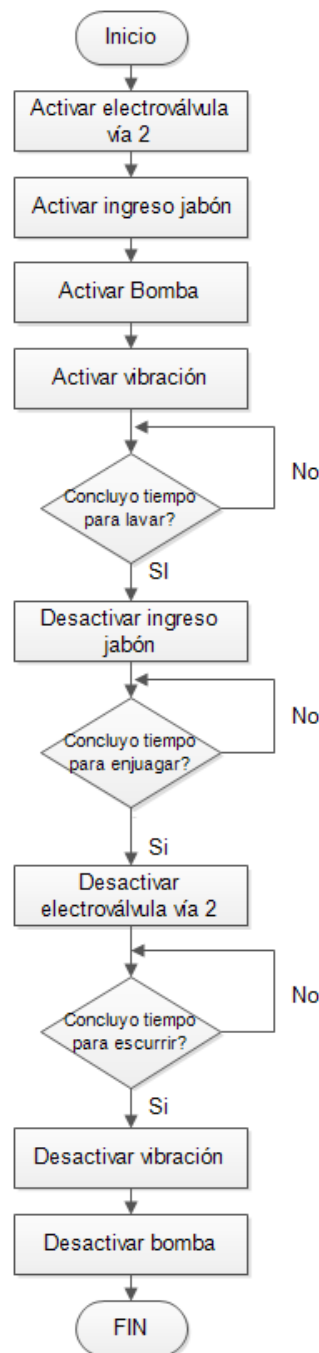 Inicio
Activar electroválvula
vía 2
Activar ingreso jabón
Activar Bomba
Activar vibración
No
Concluyo tiempo
para lavar?
SI
Desactivar ingreso
jabón
No
Concluyo tiempo
para enjuagar?
Si
Desactivar
electroválvula vía 2
No
Concluyo tiempo
para escurrir?
Si
Desactivar vibración
Desactivar bomba
FIN